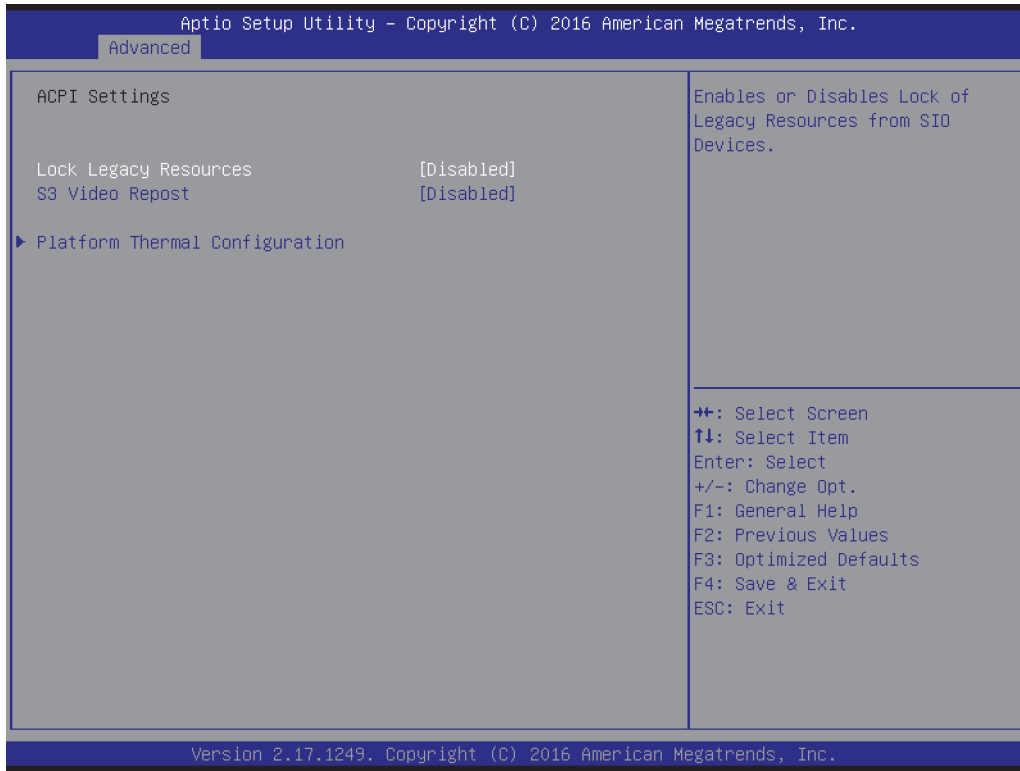 Aptio Setup Utility – Copyright (C) 2016 American Megatrends, Inc.
Advanced
ACPI Settings
Lock Legacy Resources [Disabled]
S3 Video Repost [Disabled]
▶ Platform Thermal Configuration
Enables or Disables Lock of
Legacy Resources from SIO
Devices.
→←: Select Screen
↑↓: Select Item
Enter: Select
+/-: Change Opt.
F1: General Help
F2: Previous Values
F3: Optimized Defaults
F4: Save & Exit
ESC: Exit
Version 2.17.1249. Copyright (C) 2016 American Megatrends, Inc.